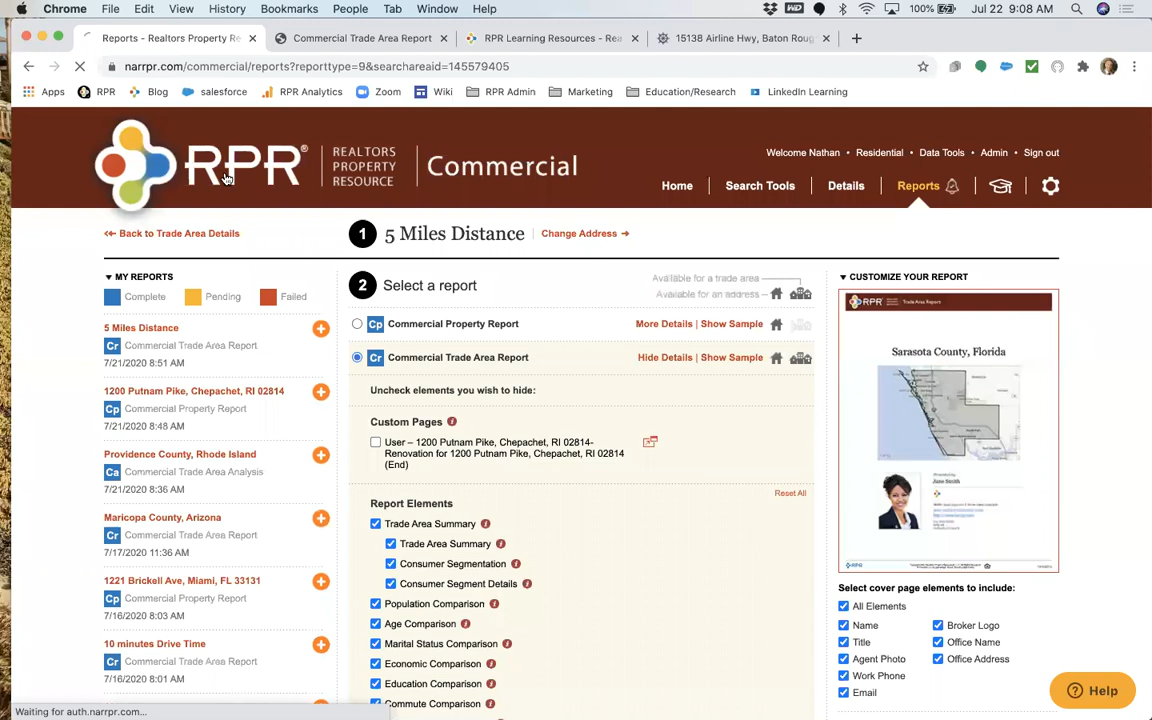 Chrome File Edit View History Bookmarks People Tab Window Help 100% Jul 22 9:08 AM
Reports - Realtors Property Re Commercial Trade Area Report RPR Learning Resources - Rea 15138 Airline Hwy, Baton Roug
narrpr.com/commercial/reports?reporttype=9&searchareaid=145579405
Apps RPR Blog salesforce RPR Analytics Zoom Wiki RPR Admin Marketing Education/Research LinkedIn Learning
RPR® REALTORS PROPERTY RESOURCE Commercial
Welcome Nathan • Residential • Data Tools • Admin • Sign out
Home Search Tools Details Reports
Back to Trade Area Details
1 5 Miles Distance Change Address
MY REPORTS
Complete Pending Failed
5 Miles Distance
Cr Commercial Trade Area Report
7/21/2020 8:51 AM
1200 Putnam Pike, Chepachet, RI 02814
Cp Commercial Property Report
7/21/2020 8:48 AM
Providence County, Rhode Island
Ca Commercial Trade Area Analysis
7/21/2020 8:36 AM
Maricopa County, Arizona
Cr Commercial Trade Area Report
7/17/2020 11:36 AM
1221 Brickell Ave, Miami, FL 33131
Cp Commercial Property Report
7/16/2020 8:03 AM
10 minutes Drive Time
Cr Commercial Trade Area Report
7/16/2020 8:01 AM
2 Select a report
Available for a trade area
Available for an address
Cp Commercial Property Report More Details | Show Sample
Cr Commercial Trade Area Report Hide Details | Show Sample
Uncheck elements you wish to hide:
Custom Pages
User – 1200 Putnam Pike, Chepachet, RI 02814-
Renovation for 1200 Putnam Pike, Chepachet, RI 02814
(End)
Reset All
Report Elements
Trade Area Summary
Trade Area Summary
Consumer Segmentation
Consumer Segment Details
Population Comparison
Age Comparison
Marital Status Comparison
Economic Comparison
Education Comparison
Commute Comparison
CUSTOMIZE YOUR REPORT
RPR Trade Area Report
Sarasota County, Florida
Jane Smith
Select cover page elements to include:
All Elements
Name Broker Logo
Title Office Name
Agent Photo Office Address
Work Phone
Email
Help
Waiting for auth.narrpr.com...